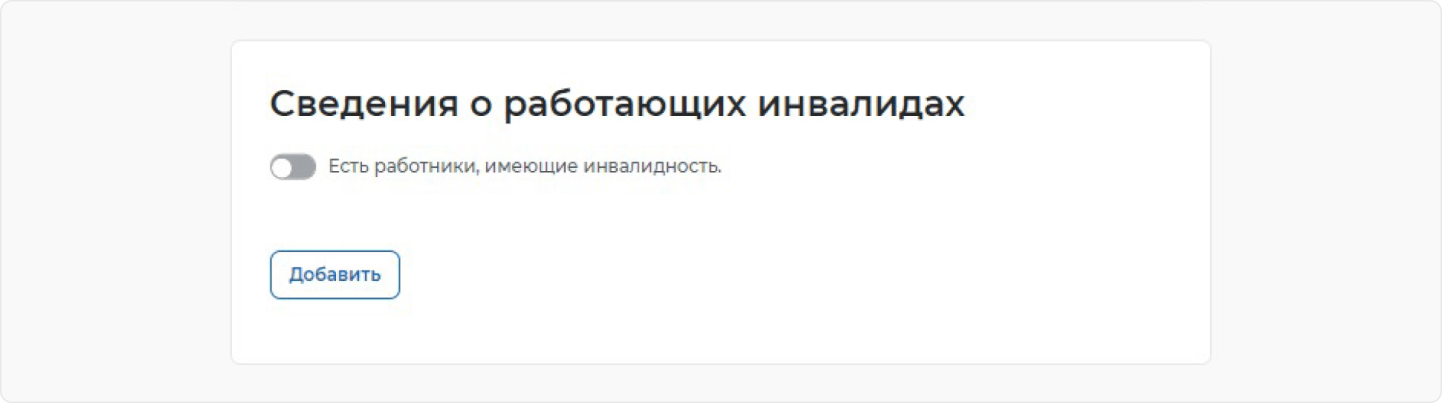 Сведения о работающих инвалидах
Есть работники, имеющие инвалидность.
Добавить